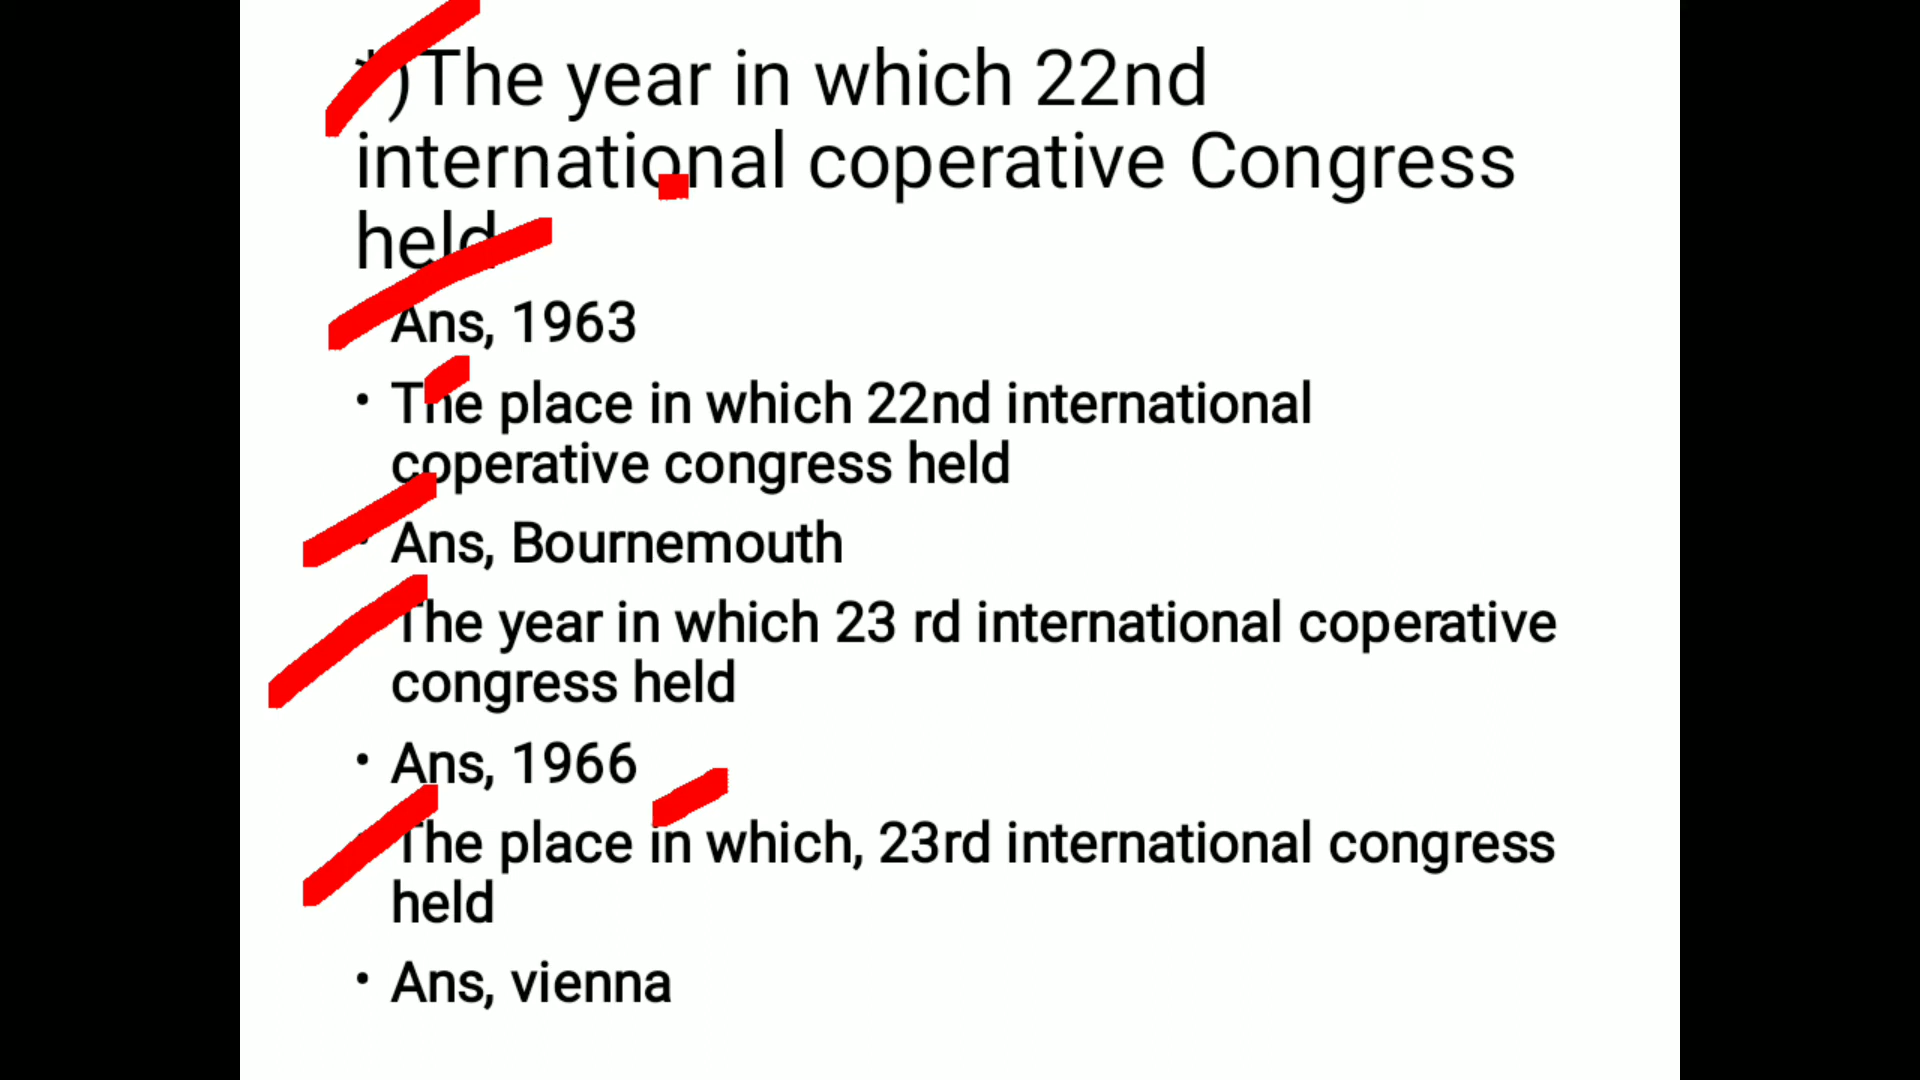 *)The year in which 22nd
international coperative Congress
held
Ans, 1963
• The place in which 22nd international
coperative congress held
• Ans, Bournemouth
The year in which 23 rd international coperative
congress held
• Ans, 1966
The place in which, 23rd international congress
held
• Ans, vienna